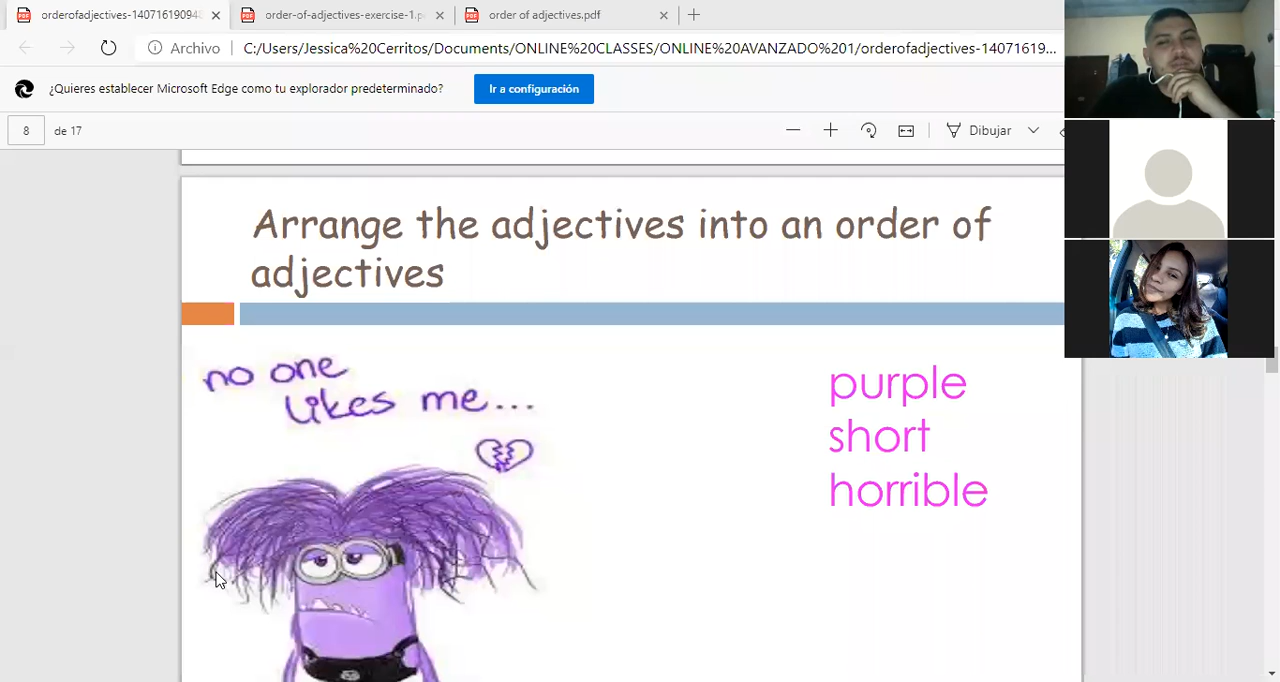 orderofadjectives-140716190948
order-of-adjectives-exercise-1.p
order of adjectives.pdf
Archivo
C:/Users/Jessica%20Cerritos/Documents/ONLINE%20CLASSES/ONLINE%20AVANZADO%201/orderofadjectives-14071619...
¿Quieres establecer Microsoft Edge como tu explorador predeterminado?
Ir a configuración
8 de 17
Dibujar
Arrange the adjectives into an order of
adjectives
no one
likes me...
purple
short
horrible